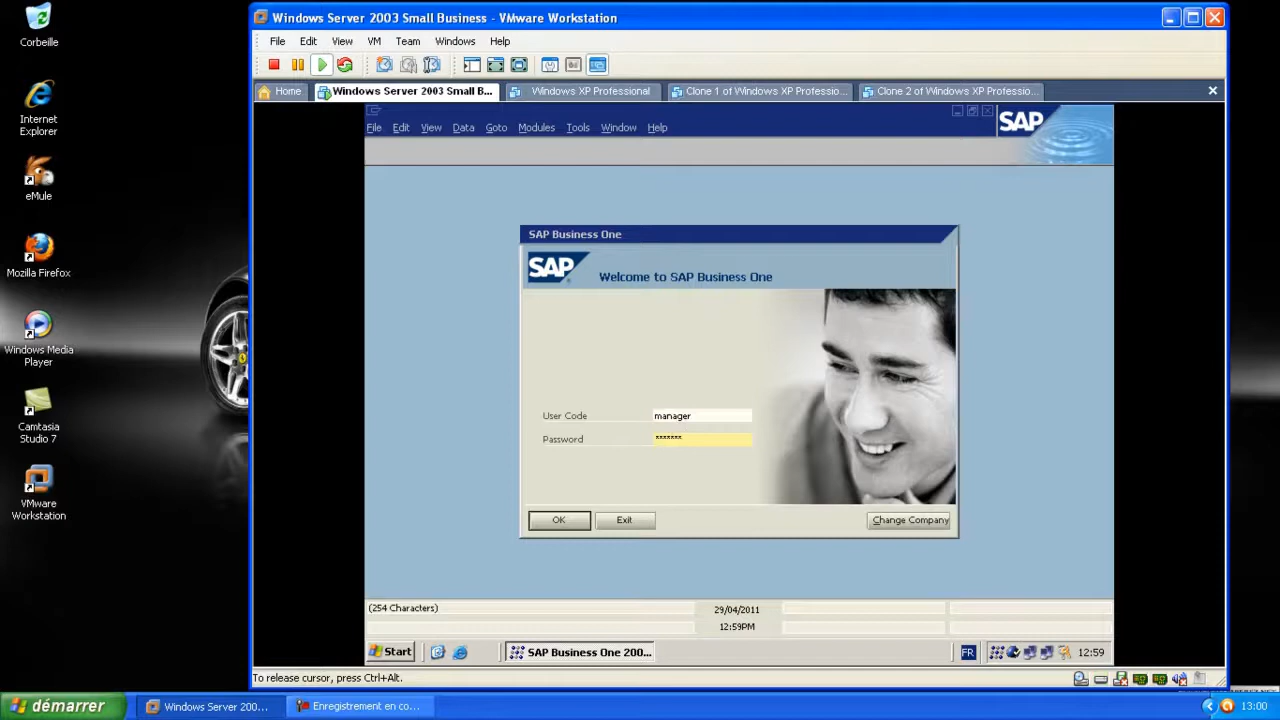 Corbeille
Internet
Explorer
eMule
Mozilla Firefox
Windows Media
Player
Camtasia
Studio 7
VMware
Workstation
Windows Server 2003 Small Business - VMware Workstation
File Edit View VM Team Windows Help
Home Windows Server 2003 Small B... Windows XP Professional Clone 1 of Windows XP Professio... Clone 2 of Windows XP Professio...
File Edit View Data Goto Modules Tools Window Help
SAP
SAP Business One
SAP Welcome to SAP Business One
User Code manager
Password *******
OK Exit Change Company
(254 Characters) 29/04/2011
12:59PM
Start SAP Business One 200... FR 12:59
To release cursor, press Ctrl+Alt.
démarrer Windows Server 200... Enregistrement en co... 13:00